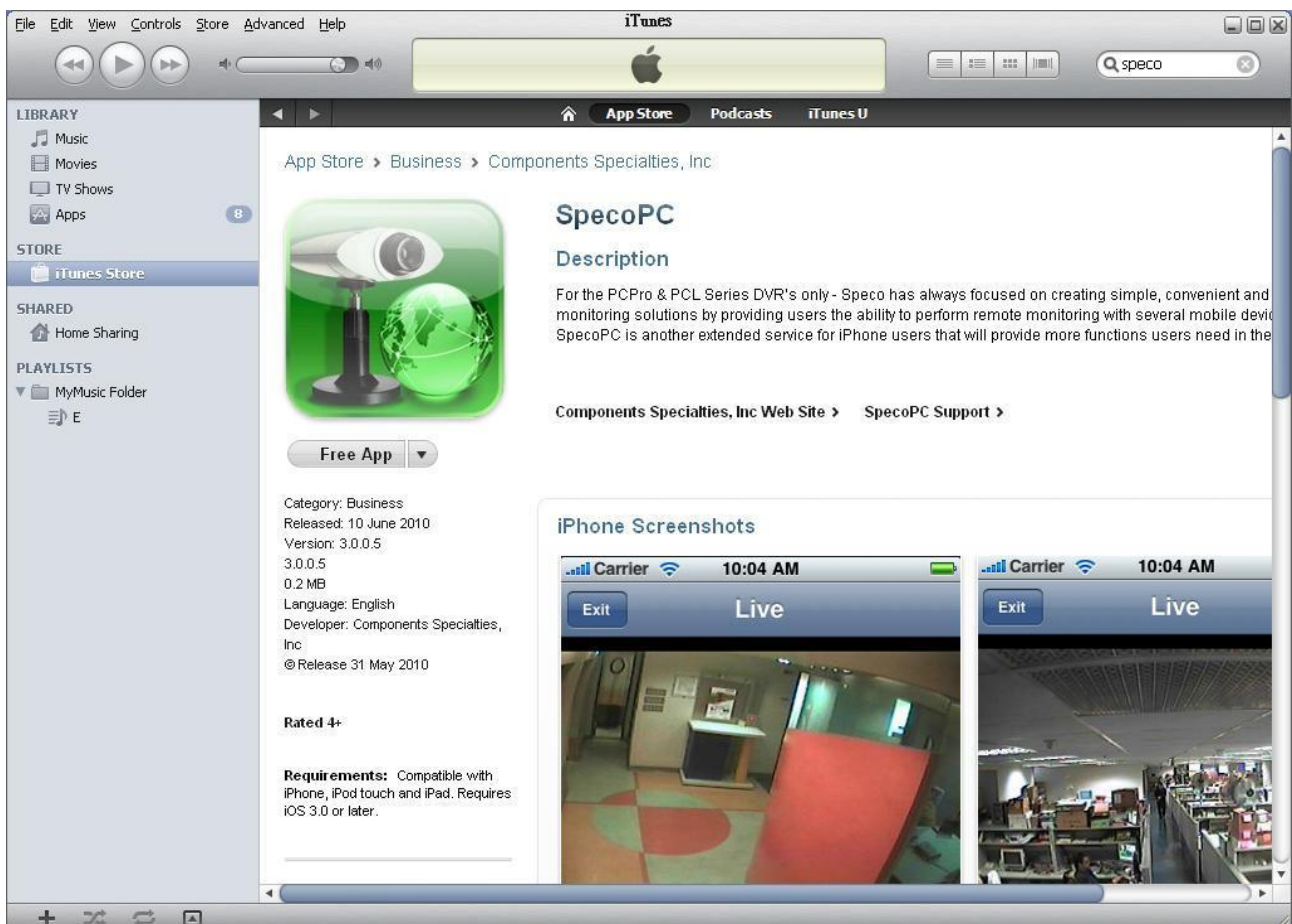 iTunes
File Edit View Controls Store Advanced Help
speco
LIBRARY
Music
Movies
TV Shows
Apps 8
STORE
iTunes Store
SHARED
Home Sharing
PLAYLISTS
MyMusic Folder
E
App Store Podcasts iTunes U
App Store > Business > Components Specialties, Inc
SpecoPC
Description
For the PCPro & PCL Series DVR's only - Speco has always focused on creating simple, convenient and
monitoring solutions by providing users the ability to perform remote monitoring with several mobile
SpecoPC is another extended service for iPhone users that will provide more functions users need in the
Components Specialties, Inc Web Site > SpecoPC Support >
Free App
Category: Business
Released: 10 June 2010
Version: 3.0.0.5
3.0.0.5
0.2 MB
Language: English
Developer: Components Specialties,
Inc
© Release 31 May 2010
Rated 4+
Requirements: Compatible with
iPhone, iPod touch and iPad. Requires
iOS 3.0 or later.
iPhone Screenshots
Carrier 10:04 AM
Exit Live
Carrier 10:04 AM
Exit Live